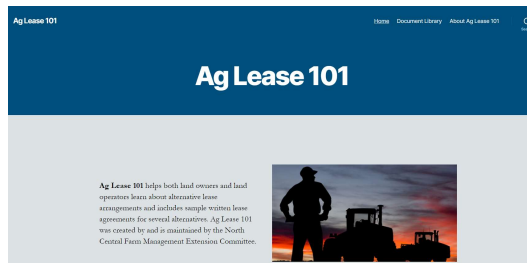 Ag Lease 101
Home Document Library About Ag Lease 101
Ag Lease 101
Ag Lease 101 helps both land owners and land
operators learn about alternative lease
arrangements and includes sample written lease
agreements for several alternatives. Ag Lease 101
was created by and is maintained by the North
Central Farm Management Extension Committee.